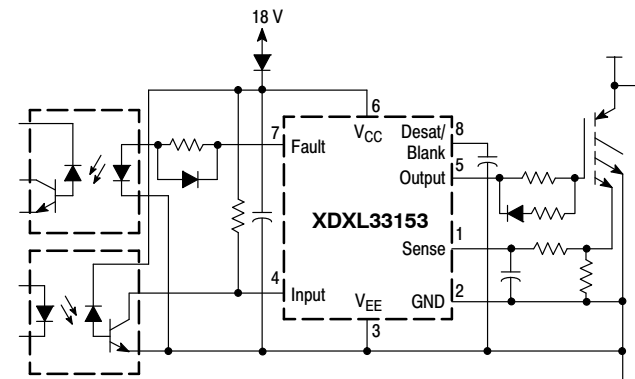 18 V
6
VCC
Desat/
Blank
8
7
Fault
5
Output
XDXL33153
Sense
1
4
Input
VEE
GND
2
3